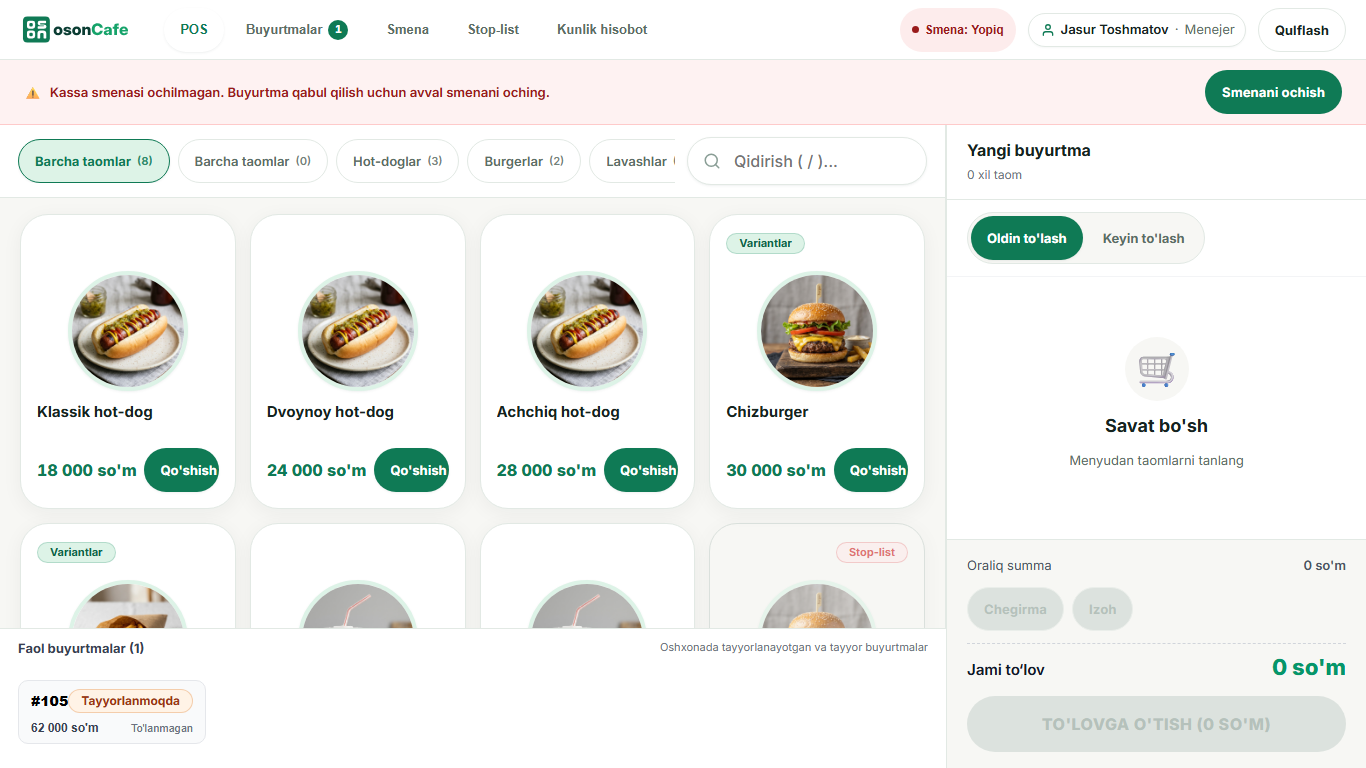 osonCafe
POS
Buyurtmalar 1
Smena
Stop-list
Kunlik hisobot
Smena: Yopiq
Jasur Toshmatov · Menejer
Qulflash
Kassa smenasi ochilmagan. Buyurtma qabul qilish uchun avval smenani oching.
Smenani ochish
Barcha taomlar (8)
Barcha taomlar (0)
Hot-doglar (3)
Burgerlar (2)
Lavashlar (
Qidirish ( / )...
Yangi buyurtma
0 xil taom
Oldin to'lash
Keyin to'lash
Variantlar
Klassik hot-dog
Dvoynoy hot-dog
Achchiq hot-dog
Chizburger
18 000 so'm Qo'shish
24 000 so'm Qo'shish
28 000 so'm Qo'shish
30 000 so'm Qo'shish
Savat bo'sh
Menyudan taomlarni tanlang
Variantlar
Stop-list
Oraliq summa 0 so'm
Chegirma
Izoh
Jami to‘lov 0 so'm
TO'LOVGA O'TISH (0 SO'M)
Faol buyurtmalar (1)
Oshxonada tayyorlanayotgan va tayyor buyurtmalar
#105 Tayyorlanmoqda
62 000 so'm To'lanmagan